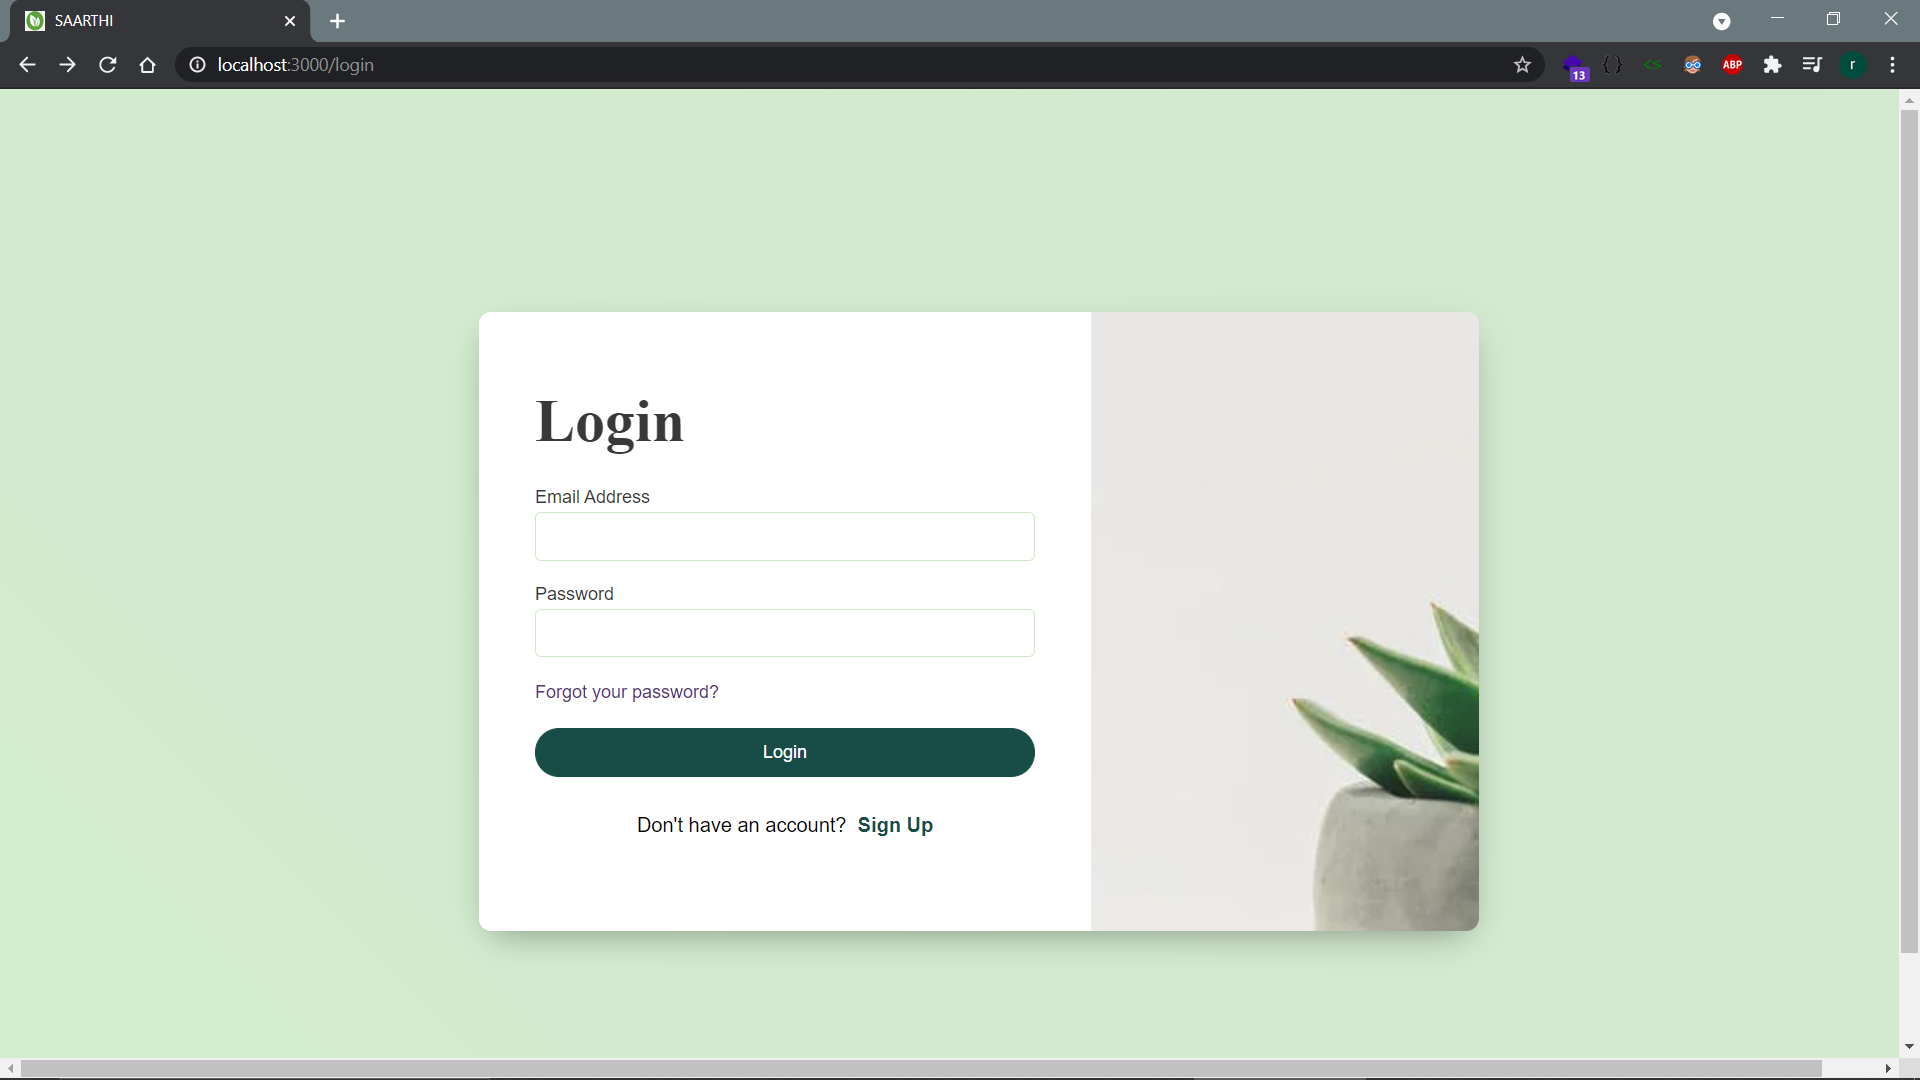 SAARTHI
localhost:3000/login
13
{}
<s
ABP
r
Login
Email Address
Password
Forgot your password?
Login
Don't have an account? Sign Up